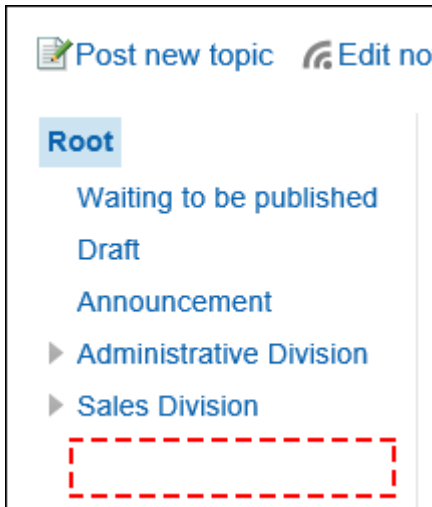 Post new topic Edit no
Root
Waiting to be published
Draft
Announcement
Administrative Division
Sales Division